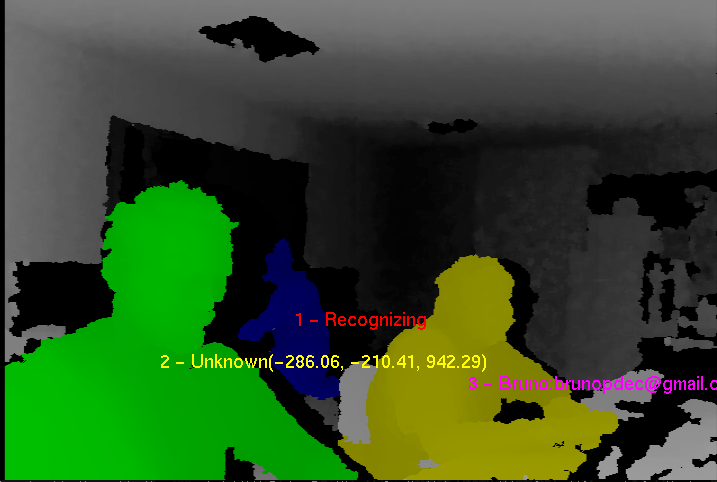 1 - Recognizing
2 - Unknown(-286.06, -210.41, 942.29)
3 - Bruno:brunopdec@gmail.c